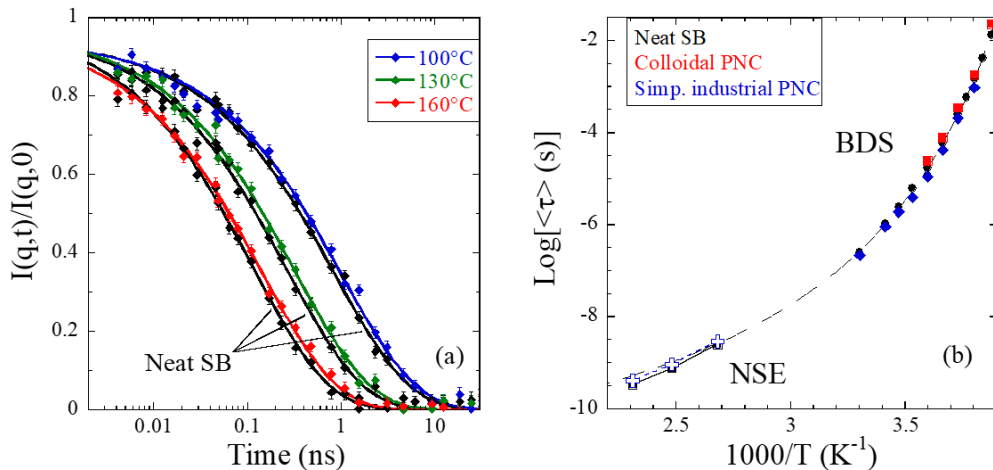 I(q,t)/I(q,0)
1
0.8
0.6
0.4
0.2
0
100°C
130°C
160°C
Neat SB
(a)
0.01
0.1
1
10
Time (ns)
Log[<τ> (s)]
-2
-4
-6
-8
-10
Neat SB
Colloidal PNC
Simp. industrial PNC
BDS
NSE
(b)
2.5
3
3.5
1000/T (K⁻¹)